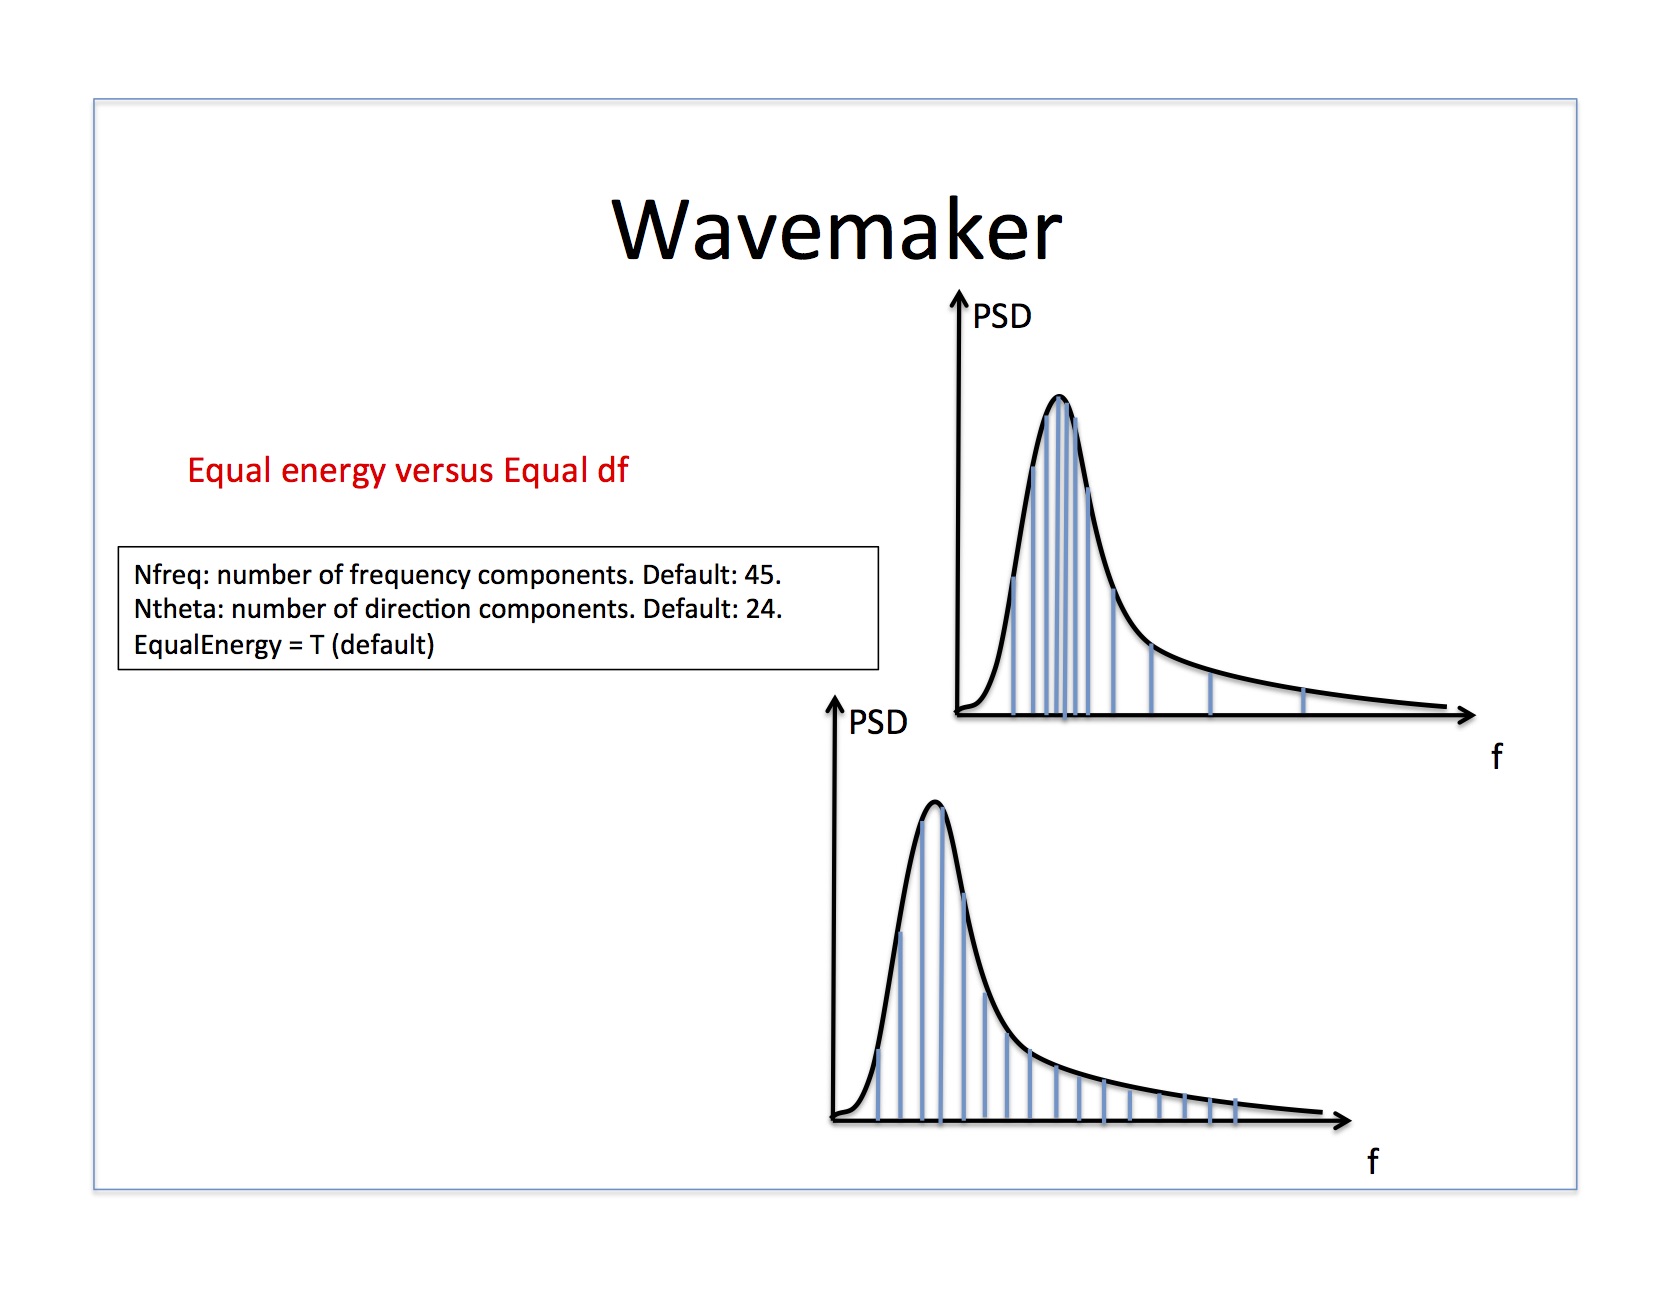 Wavemaker
PSD
Equal energy versus Equal df
Nfreq: number of frequency components. Default: 45.
Ntheta: number of direction components. Default: 24.
EqualEnergy = T (default)
PSD
f
f